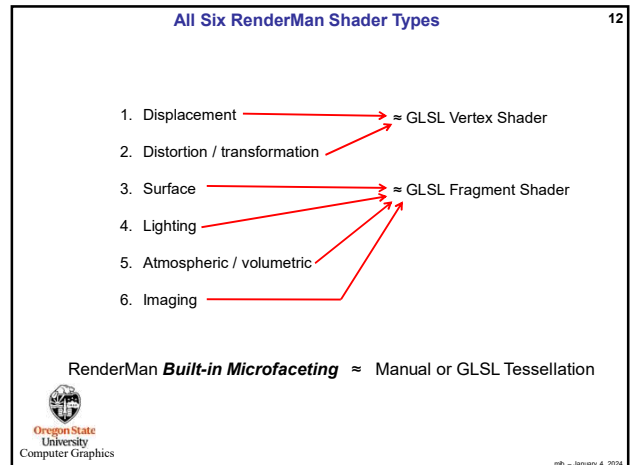 All Six RenderMan Shader Types
12
1. Displacement
≈ GLSL Vertex Shader
2. Distortion / transformation
3. Surface
≈ GLSL Fragment Shader
4. Lighting
5. Atmospheric / volumetric
6. Imaging
RenderMan Built-in Microfaceting ≈ Manual or GLSL Tessellation
Oregon State
University
Computer Graphics
mjb – January 4, 2024